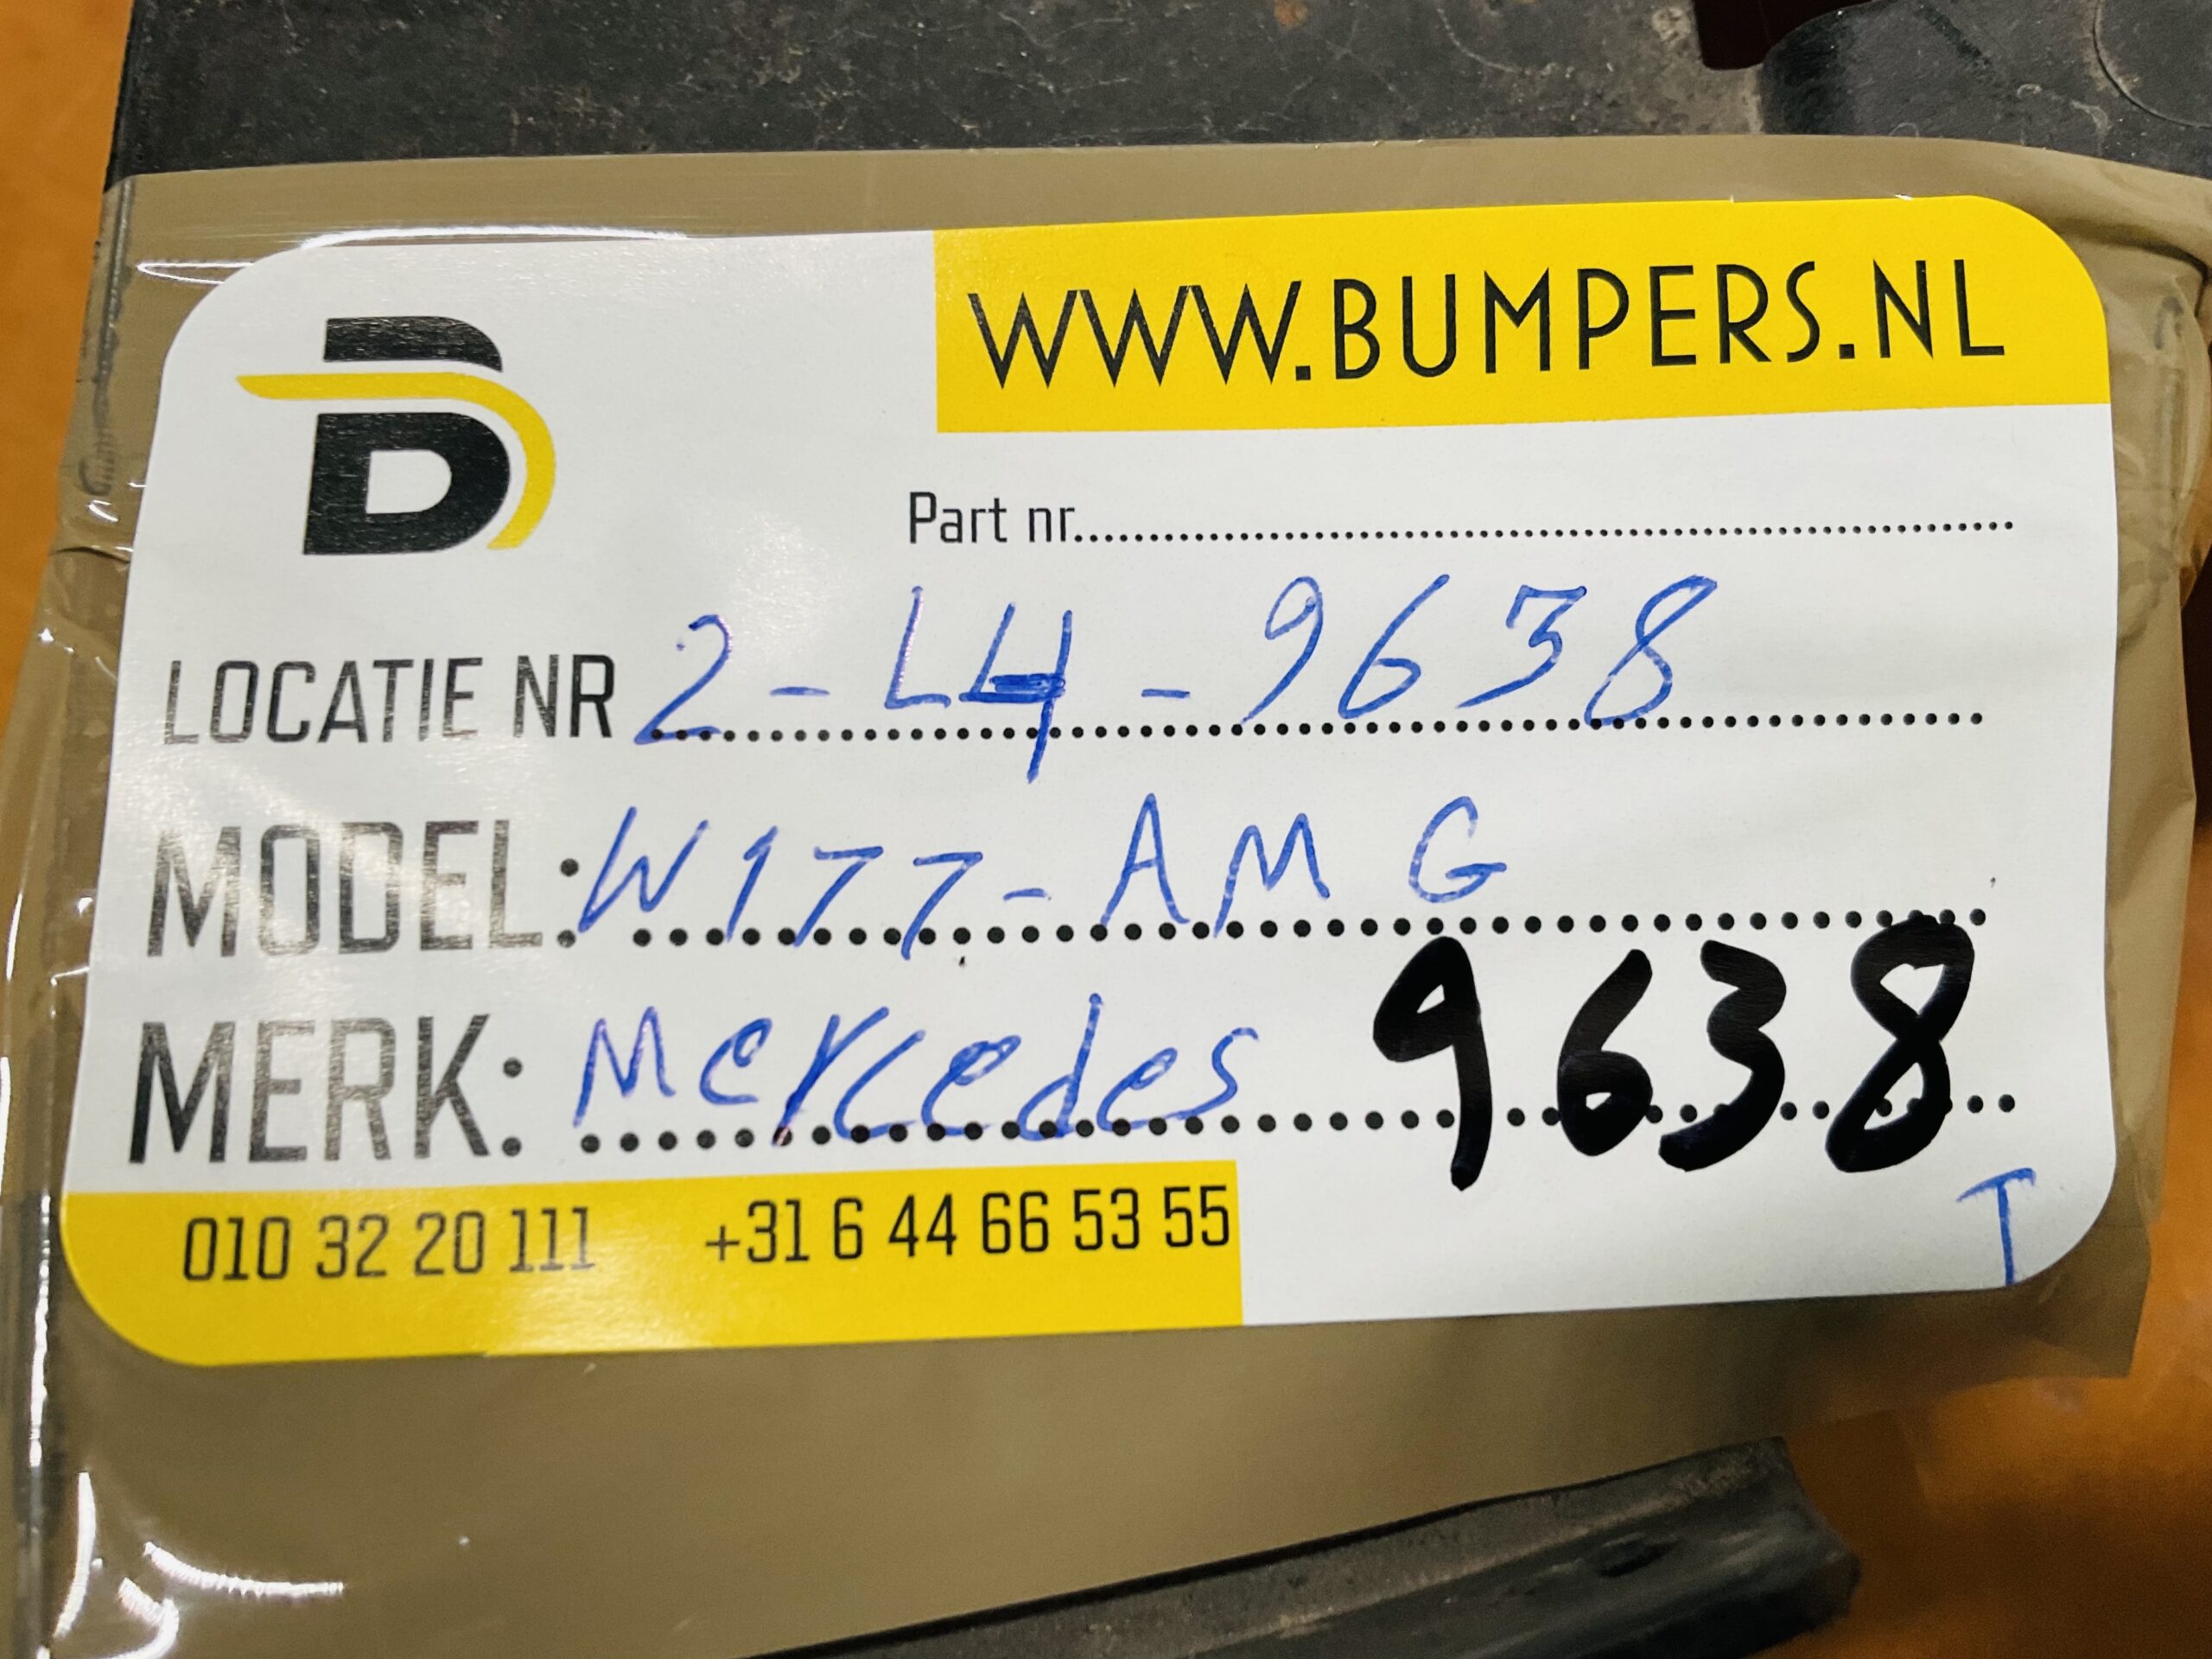 B
WWW.BUMPERS.NL
Part nr..........
LOCATIE NR 2-L4-9638
MODEL: W177-AMG
MERK: Mercedes 9638
T
010 32 20 111 +31 6 44 66 53 55